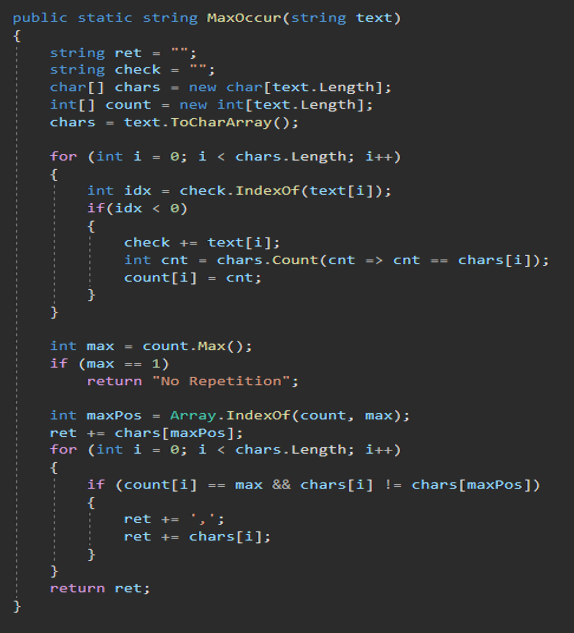 public static string MaxOccur(string text)
{
    string ret = "";
    string check = "";
    char[] chars = new char[text.Length];
    int[] count = new int[text.Length];
    chars = text.ToCharArray();

    for (int i = 0; i < chars.Length; i++)
    {
        int idx = check.IndexOf(text[i]);
        if(idx < 0)
        {
            check += text[i];
            int cnt = chars.Count(cnt => cnt == chars[i]);
            count[i] = cnt;
        }
    }

    int max = count.Max();
    if (max == 1)
        return "No Repetition";

    int maxPos = Array.IndexOf(count, max);
    ret += chars[maxPos];
    for (int i = 0; i < chars.Length; i++)
    {
        if (count[i] == max && chars[i] != chars[maxPos])
        {
            ret += ',';
            ret += chars[i];
        }
    }
    return ret;
}